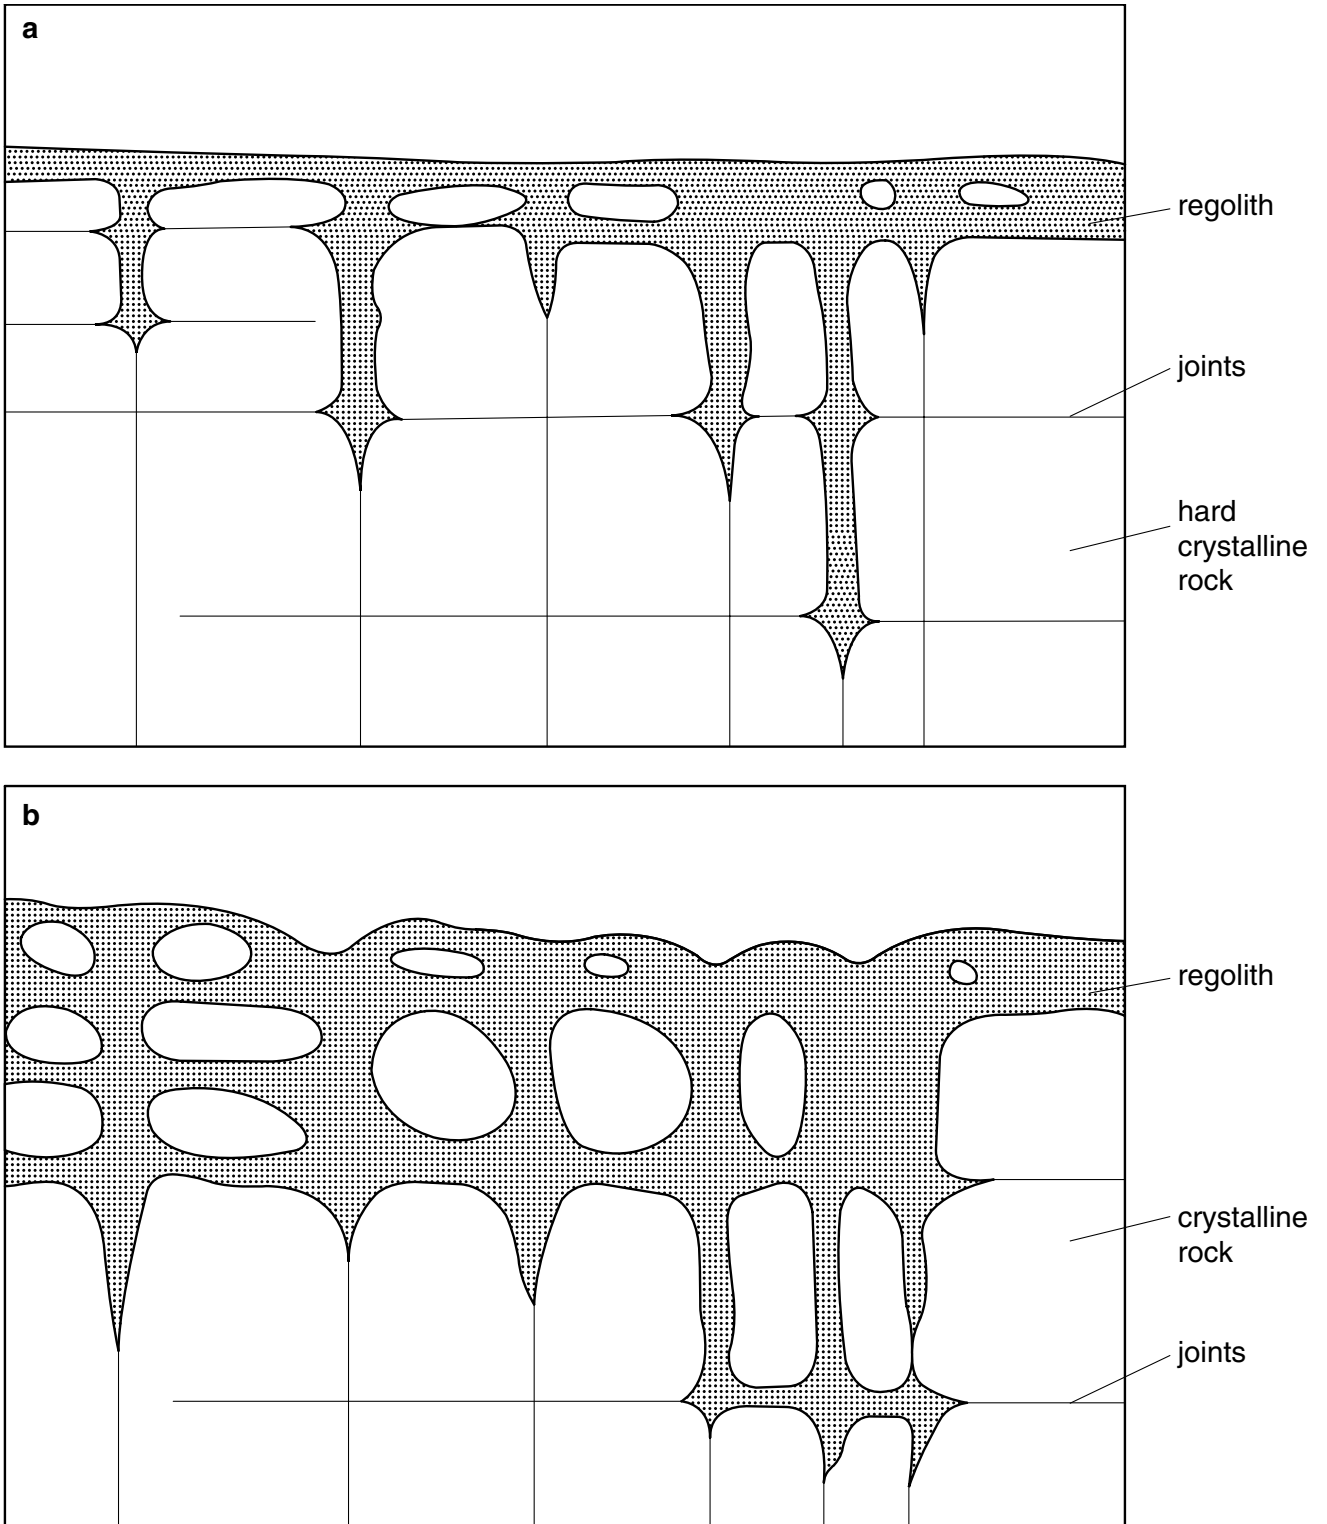 a
regolith
joints
hard
crystalline
rock
b
regolith
crystalline
rock
joints